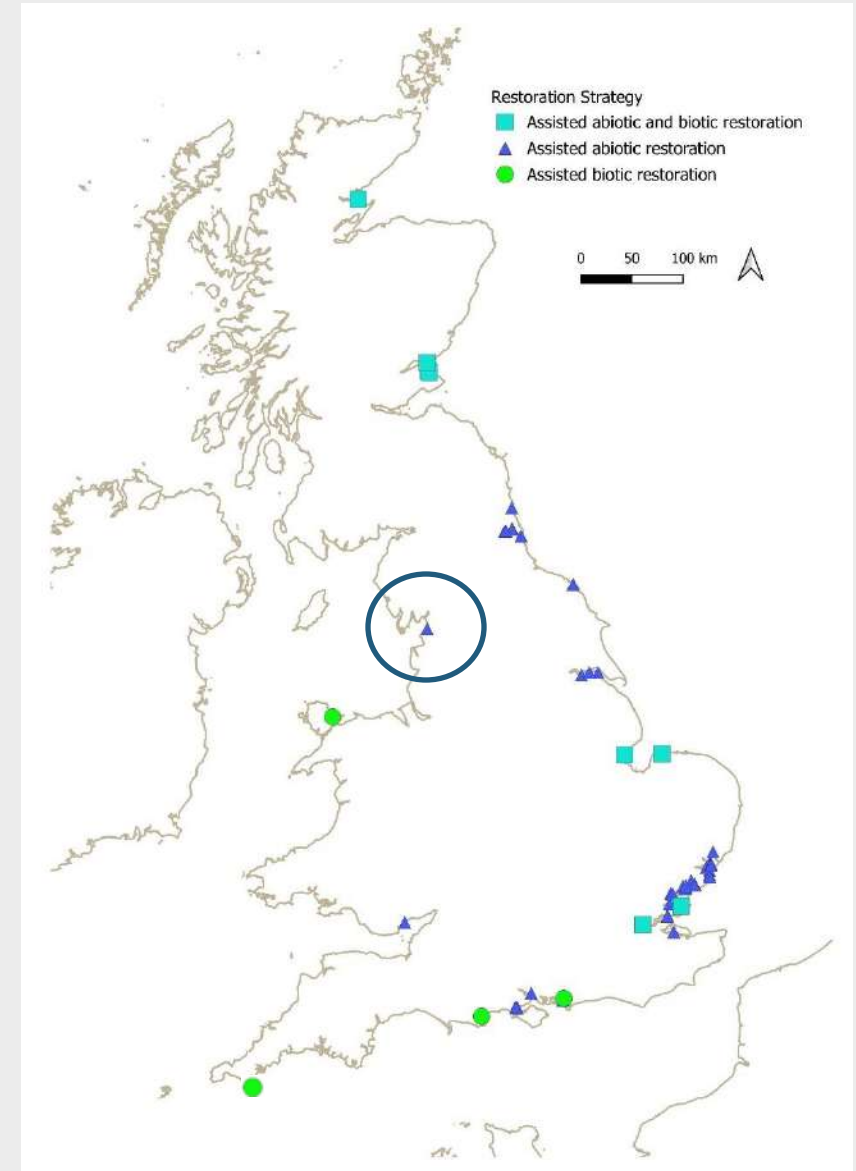 Restoration Strategy
Assisted abiotic and biotic restoration
Assisted abiotic restoration
Assisted biotic restoration
0 50 100 km